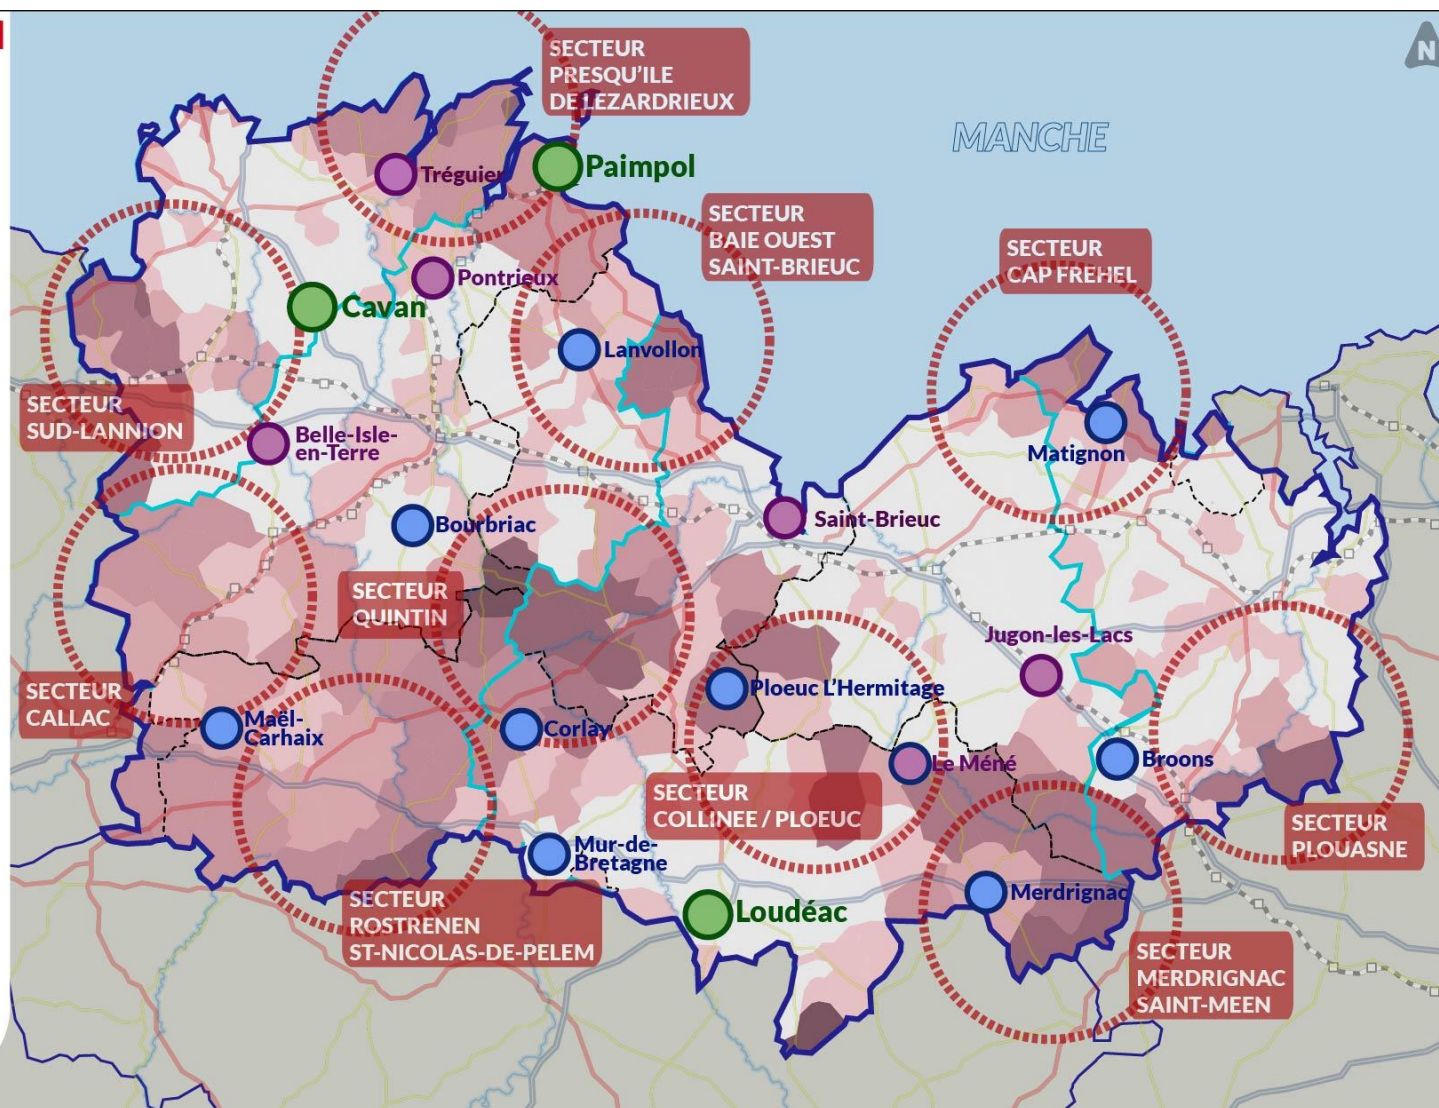 SECTEUR
PRESQU'ILE
DE LEZARDRIEUX
N
MANCHE
Tréguier
Paimpol
SECTEUR
BAIE OUEST
SAINT-BRIEUC
SECTEUR
CAP FREHEL
Pontrieux
Cavan
Lanvollon
SECTEUR
SUD-LANNION
Belle-Isle-
en-Terre
Matignon
Bourbriac
Saint-Brieuc
SECTEUR
QUINTIN
Jugon-les-Lacs
SECTEUR
CALLAC
Maël-
Carhaix
Corlay
Ploeuc L'Hermitage
Le Méné
Broons
SECTEUR
COLLINEE / PLOEUC
SECTEUR
PLOUASNE
Mur-de-
Bretagne
Merdrignac
SECTEUR
ROSTRENEN
ST-NICOLAS-DE-PELEM
Loudéac
SECTEUR
MERDRIGNAC
SAINT-MEEN